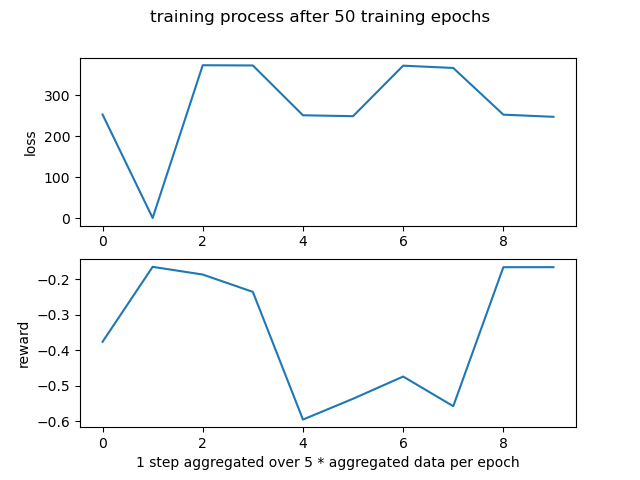 training process after 50 training epochs
300
200
100
0
loss
0 2 4 6 8
−0.2
−0.3
−0.4
−0.5
−0.6
reward
0 2 4 6 8
1 step aggregated over 5 * aggregated data per epoch